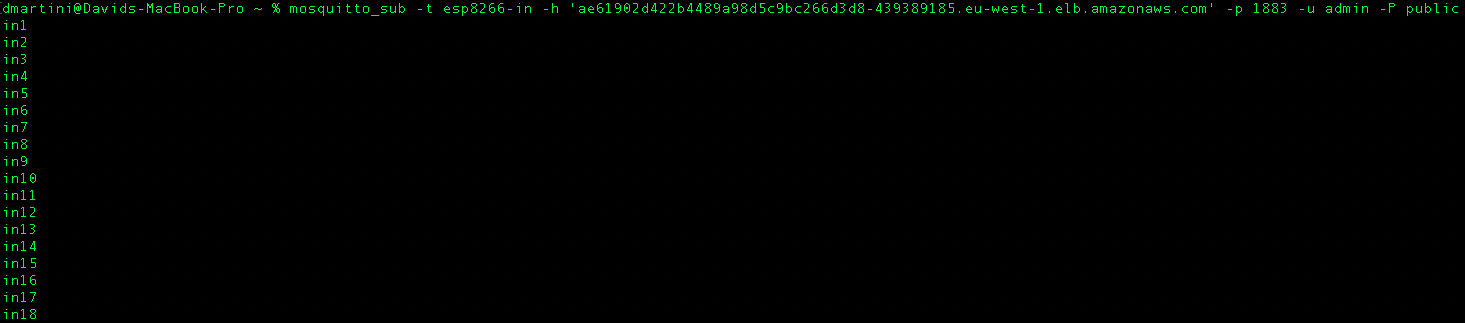 dmartini@Davids-MacBook-Pro ~ % mosquitto_sub -t esp8266-in -h 'ae61902d422b4489a98d5c9bc266d3d8-439389185.eu-west-1.elb.amazonaws.com' -p 1883 -u admin -P public
in1
in2
in3
in4
in5
in6
in7
in8
in9
in10
in11
in12
in13
in14
in15
in16
in17
in18